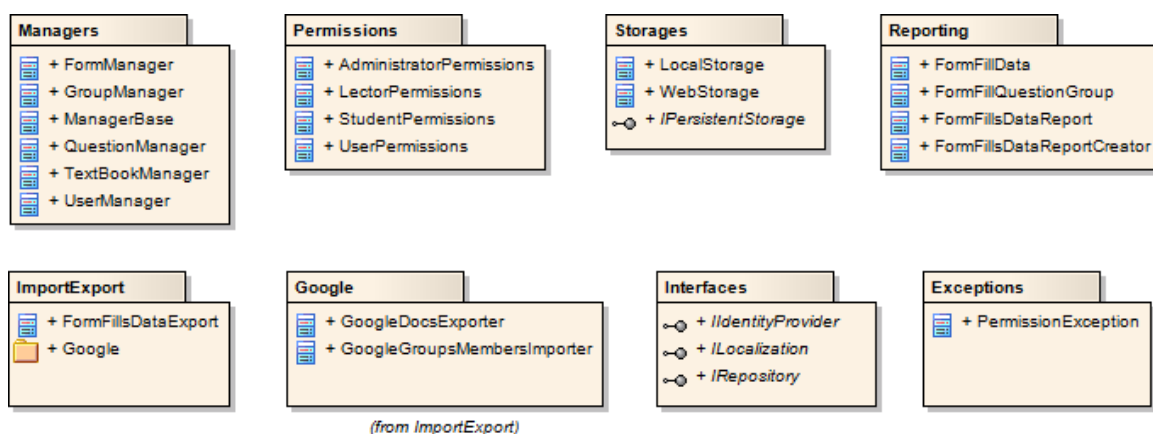 Managers
+ FormManager
+ GroupManager
+ ManagerBase
+ QuestionManager
+ TextBookManager
+ UserManager
Permissions
+ AdministratorPermissions
+ LectorPermissions
+ StudentPermissions
+ UserPermissions
Storages
+ LocalStorage
+ WebStorage
+ IPersistentStorage
Reporting
+ FormFillData
+ FormFillQuestionGroup
+ FormFillsDataReport
+ FormFillsDataReportCreator
ImportExport
+ FormFillsDataExport
+ Google
Google
+ GoogleDocsExporter
+ GoogleGroupsMembersImporter
(from ImportExport)
Interfaces
+ IIdentityProvider
+ ILocalization
+ IRepository
Exceptions
+ PermissionException